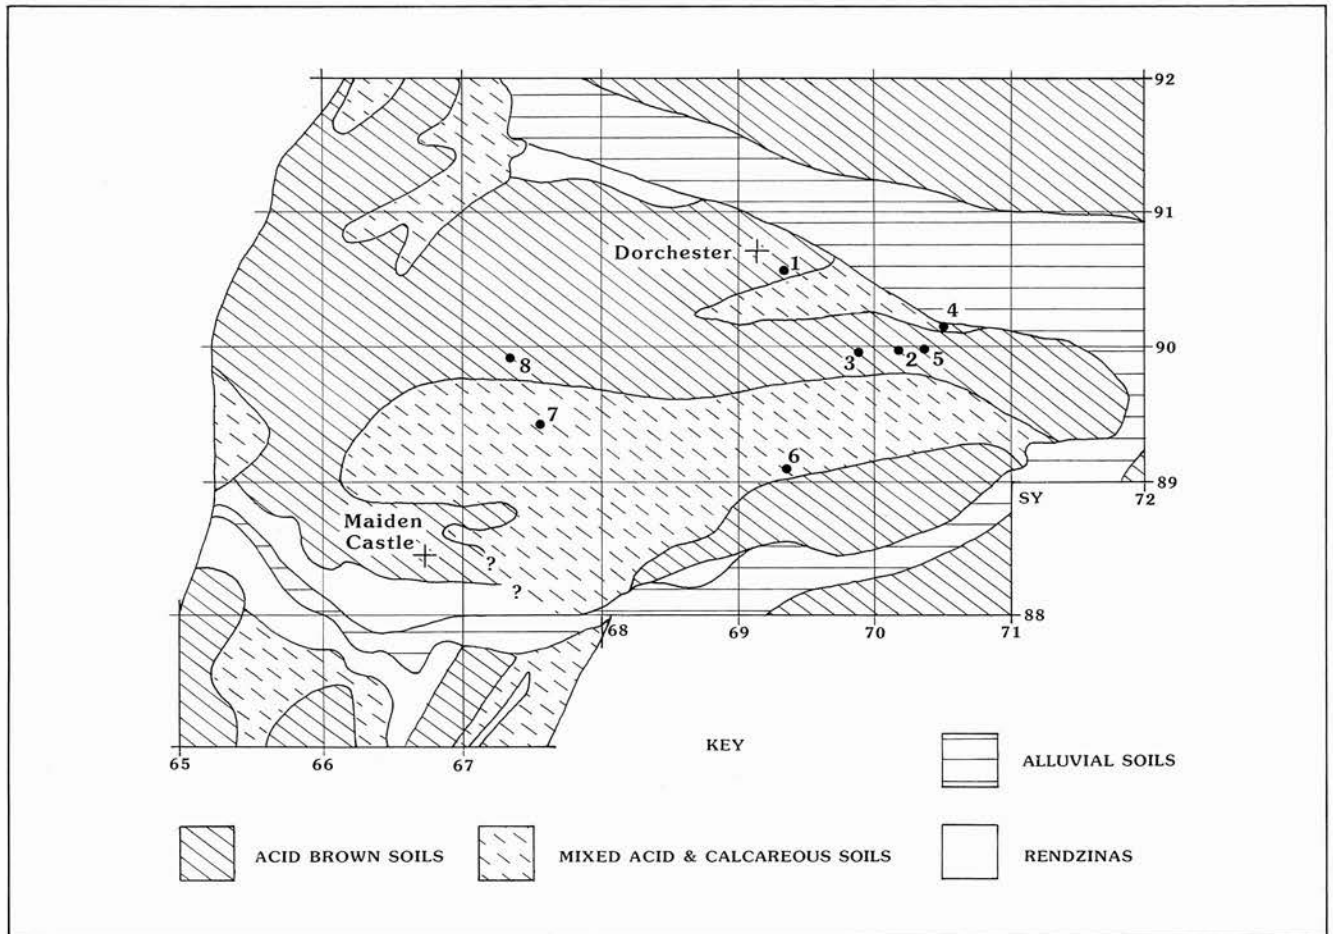 92
91
Dorchester
1
4
90
3
2
5
8
7
6
89
SY
72
Maiden
Castle
?
?
88
68
69
70
71
65
66
67
KEY
ALLUVIAL SOILS
ACID BROWN SOILS
MIXED ACID & CALCAREOUS SOILS
RENDZINAS